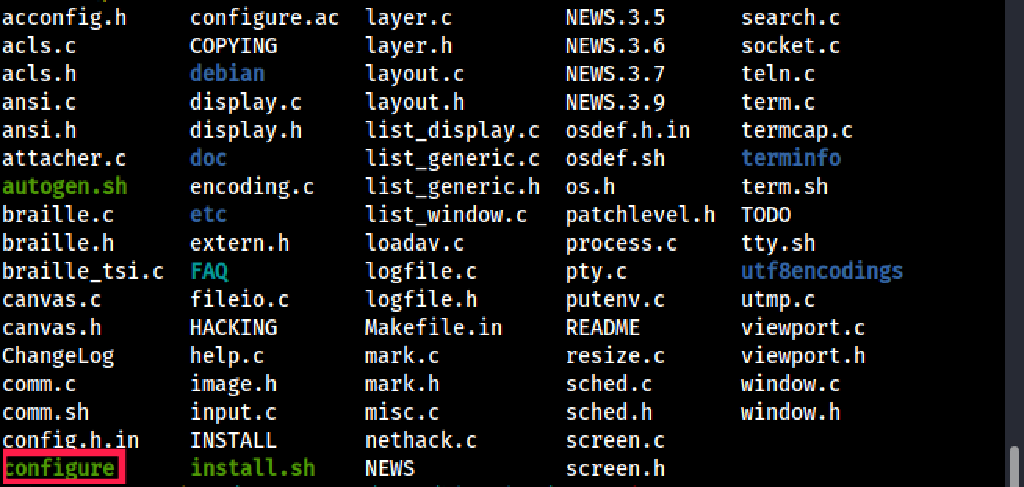 acconfig.h configure.ac layer.c NEWS.3.5 search.c
acls.c COPYING layer.h NEWS.3.6 socket.c
acls.h debian layout.c NEWS.3.7 teln.c
ansi.c display.c layout.h NEWS.3.9 term.c
ansi.h display.h list_display.c osdef.h.in termcap.c
attacher.c doc list_generic.c osdef.sh terminfo
autogen.sh encoding.c list_generic.h os.h term.sh
braille.c etc list_window.c patchlevel.h TODO
braille.h extern.h loadav.c process.c tty.sh
braille_tsi.c FAQ logfile.c pty.c utf8encodings
canvas.c fileio.c logfile.h putenv.c utmp.c
canvas.h HACKING Makefile.in README viewport.c
ChangeLog help.c mark.c resize.c viewport.h
comm.c image.h mark.h sched.c window.c
comm.sh input.c misc.c sched.h window.h
config.h.in INSTALL nethack.c screen.c
configure install.sh NEWS screen.h